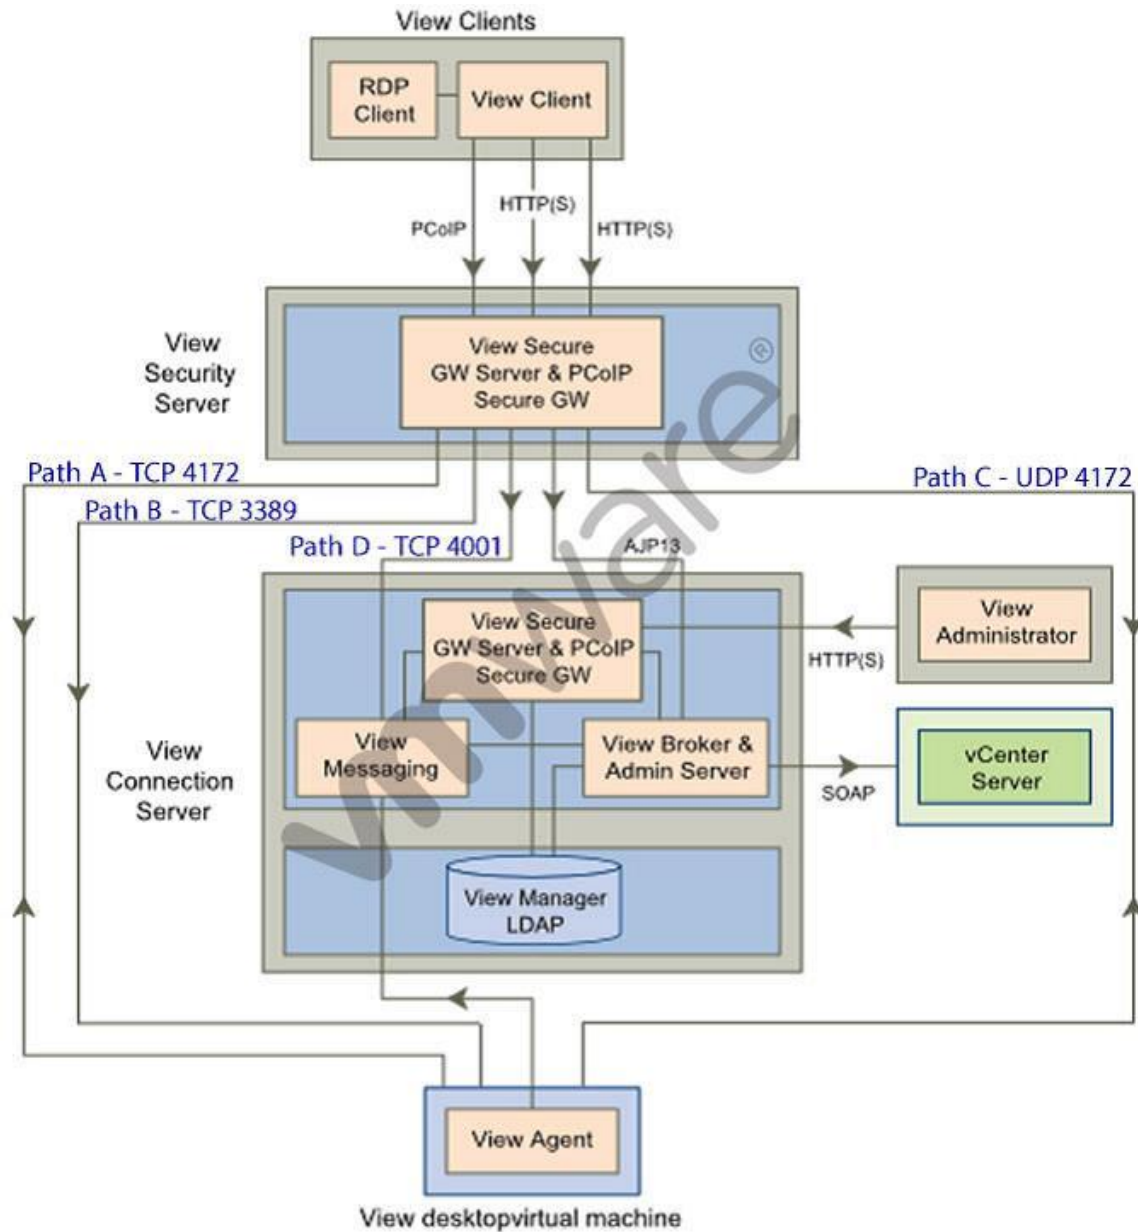 View Clients
RDP
Client
View Client
HTTP(S)
PCoIP
HTTP(S)
View
Security
Server
View Secure
GW Server & PCoIP
Secure GW
Path A - TCP 4172
Path C - UDP 4172
Path B - TCP 3389
Path D - TCP 4001
AJP13
View Secure
GW Server & PCoIP
Secure GW
View
Administrator
HTTP(S)
View
Connection
Server
View
Messaging
View Broker &
Admin Server
SOAP
vCenter
Server
View Manager
LDAP
View Agent
View desktopvirtual machine
vmware®